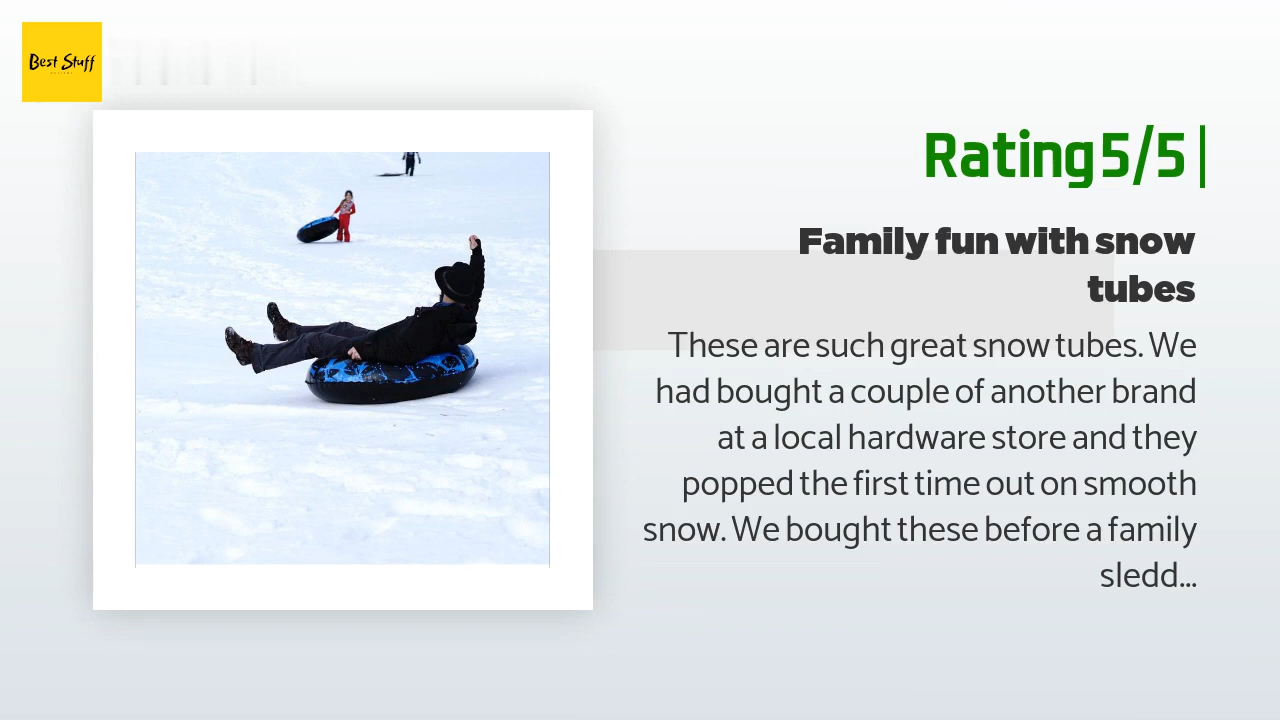 Best Stuff
Rating 5/5
Family fun with snow
tubes
These are such great snow tubes. We
had bought a couple of another brand
at a local hardware store and they
popped the first time out on smooth
snow. We bought these before a family
sledd...